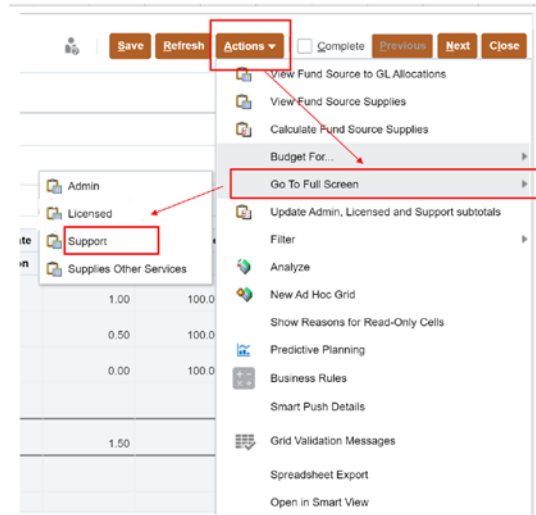 Save Refresh Actions Complete Previous Next Close
View Fund Source to GL Allocations
View Fund Source Supplies
Calculate Fund Source Supplies
Budget For...
Go To Full Screen
Update Admin, Licensed and Support subtotals
Filter
Analyze
New Ad Hoc Grid
Show Reasons for Read-Only Cells
Predictive Planning
Business Rules
Smart Push Details
Grid Validation Messages
Spreadsheet Export
Open in Smart View
Admin
Licensed
Support
Supplies Other Services
1.00 100.0
0.50 100.0
0.00 100.0
1.50